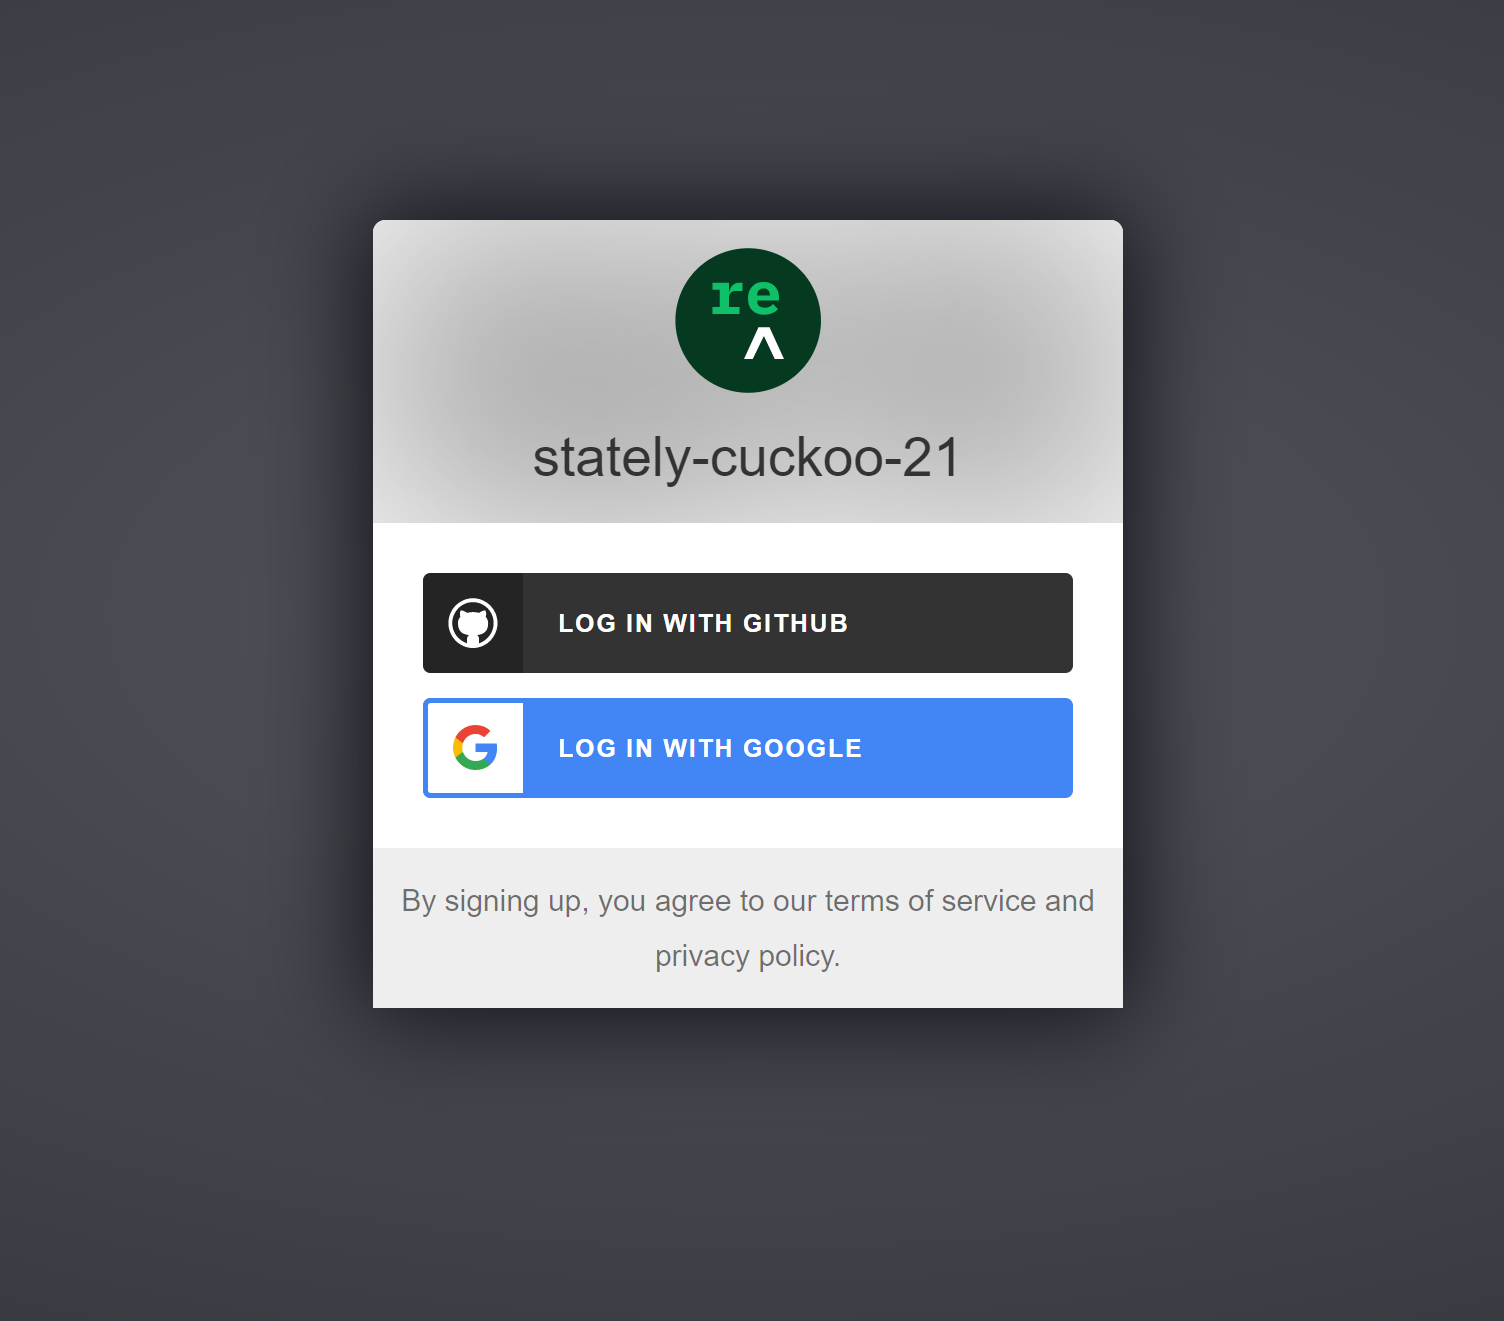 re
^
stately-cuckoo-21
LOG IN WITH GITHUB
LOG IN WITH GOOGLE
By signing up, you agree to our terms of service and
privacy policy.